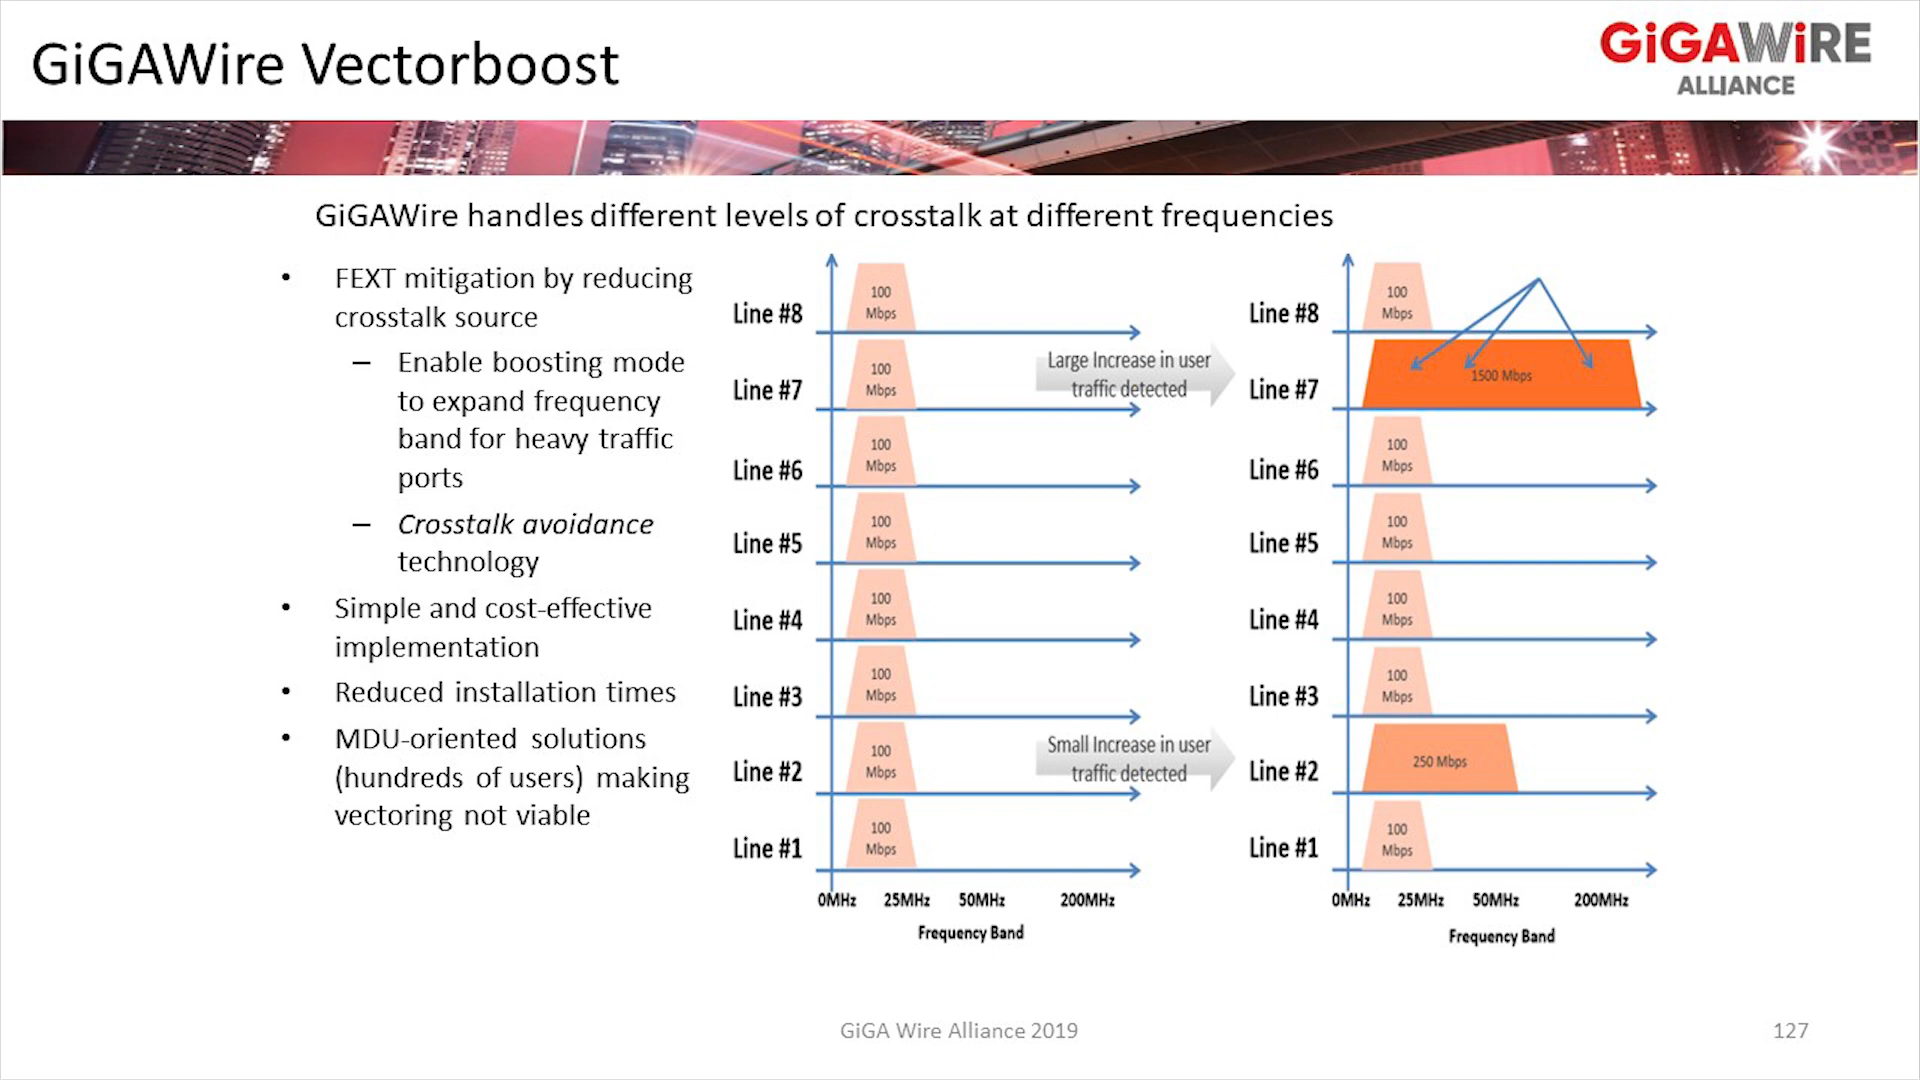 GiGAWire Vectorboost
GiGAWiRE
ALLIANCE
GiGAWire handles different levels of crosstalk at different frequencies
• FEXT mitigation by reducing
crosstalk source
– Enable boosting mode
to expand frequency
band for heavy traffic
ports
– Crosstalk avoidance
technology
• Simple and cost-effective
implementation
• Reduced installation times
• MDU-oriented solutions
(hundreds of users) making
vectoring not viable
Line #8
100
Mbps
Line #7
100
Mbps
Line #6
100
Mbps
Line #5
100
Mbps
Line #4
100
Mbps
Line #3
100
Mbps
Line #2
100
Mbps
Line #1
100
Mbps
0MHz 25MHz 50MHz 200MHz
Frequency Band
Large Increase in user
traffic detected
Small Increase in user
traffic detected
Line #8
100
Mbps
Line #7
1500 Mbps
Line #6
100
Mbps
Line #5
100
Mbps
Line #4
100
Mbps
Line #3
100
Mbps
Line #2
250 Mbps
Line #1
100
Mbps
0MHz 25MHz 50MHz 200MHz
Frequency Band
GiGA Wire Alliance 2019
127